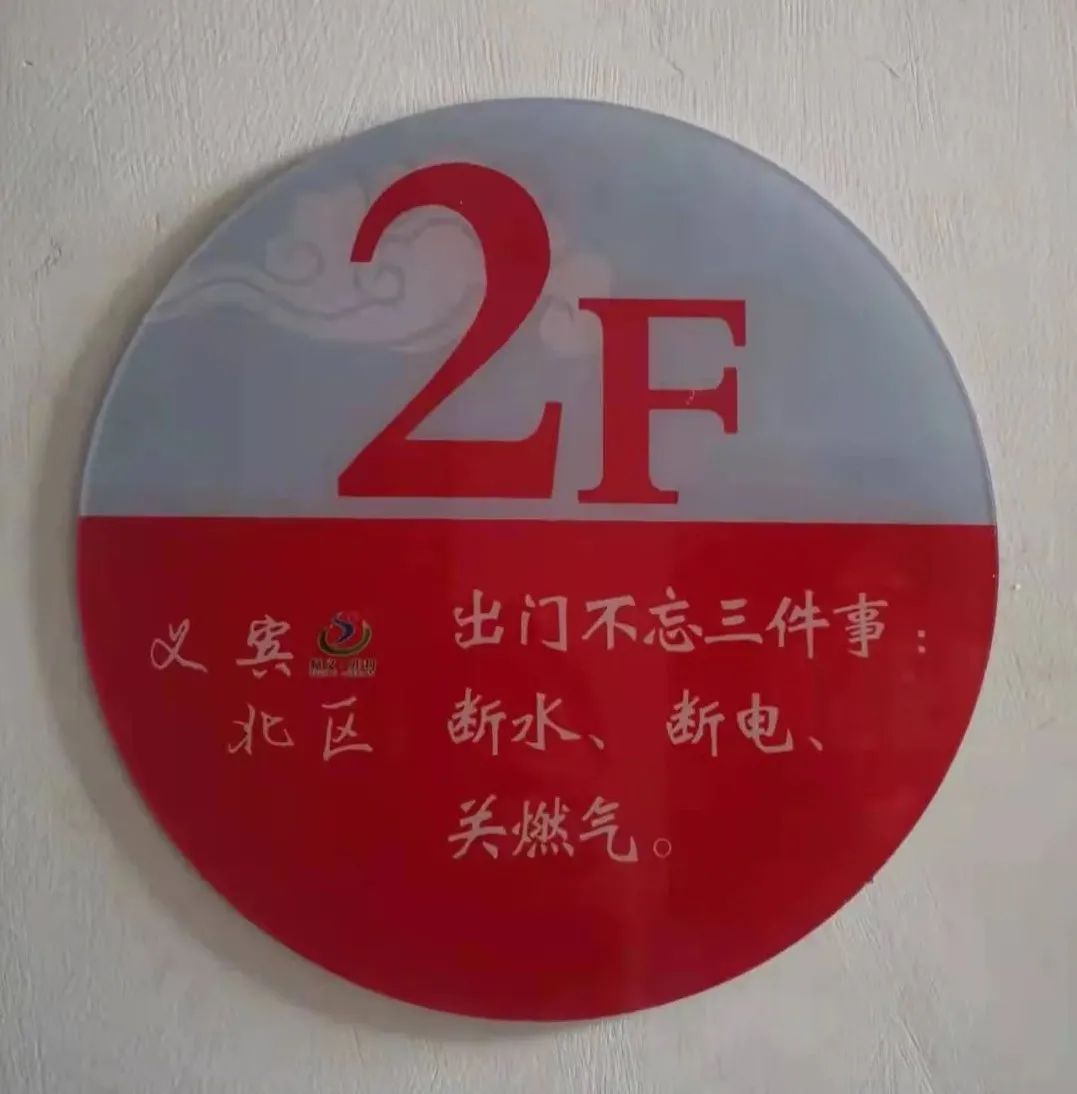 2F
义宾
北区
出门不忘三件事：
断水、断电、
关燃气。